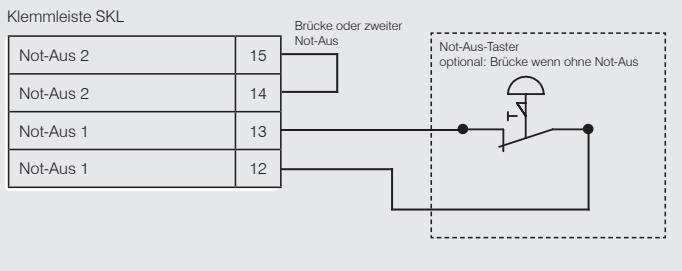 Klemmleiste SKL
Brücke oder zweiter
Not-Aus
Not-Aus 2 15
Not-Aus 2 14
Not-Aus 1 13
Not-Aus 1 12
Not-Aus-Taster
optional: Brücke wenn ohne Not-Aus